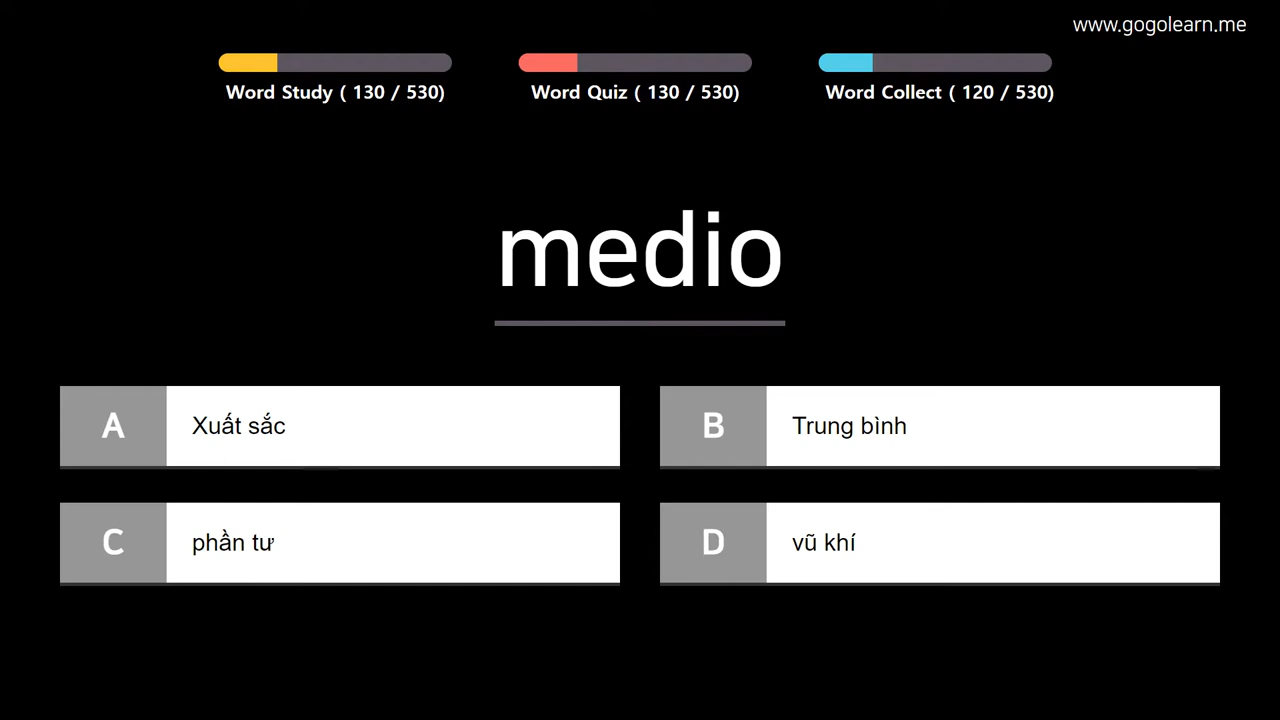 www.gogolearn.me
Word Study ( 130 / 530)
Word Quiz ( 130 / 530)
Word Collect ( 120 / 530)
medio
A
Xuất sắc
B
Trung bình
C
phần tư
D
vũ khí